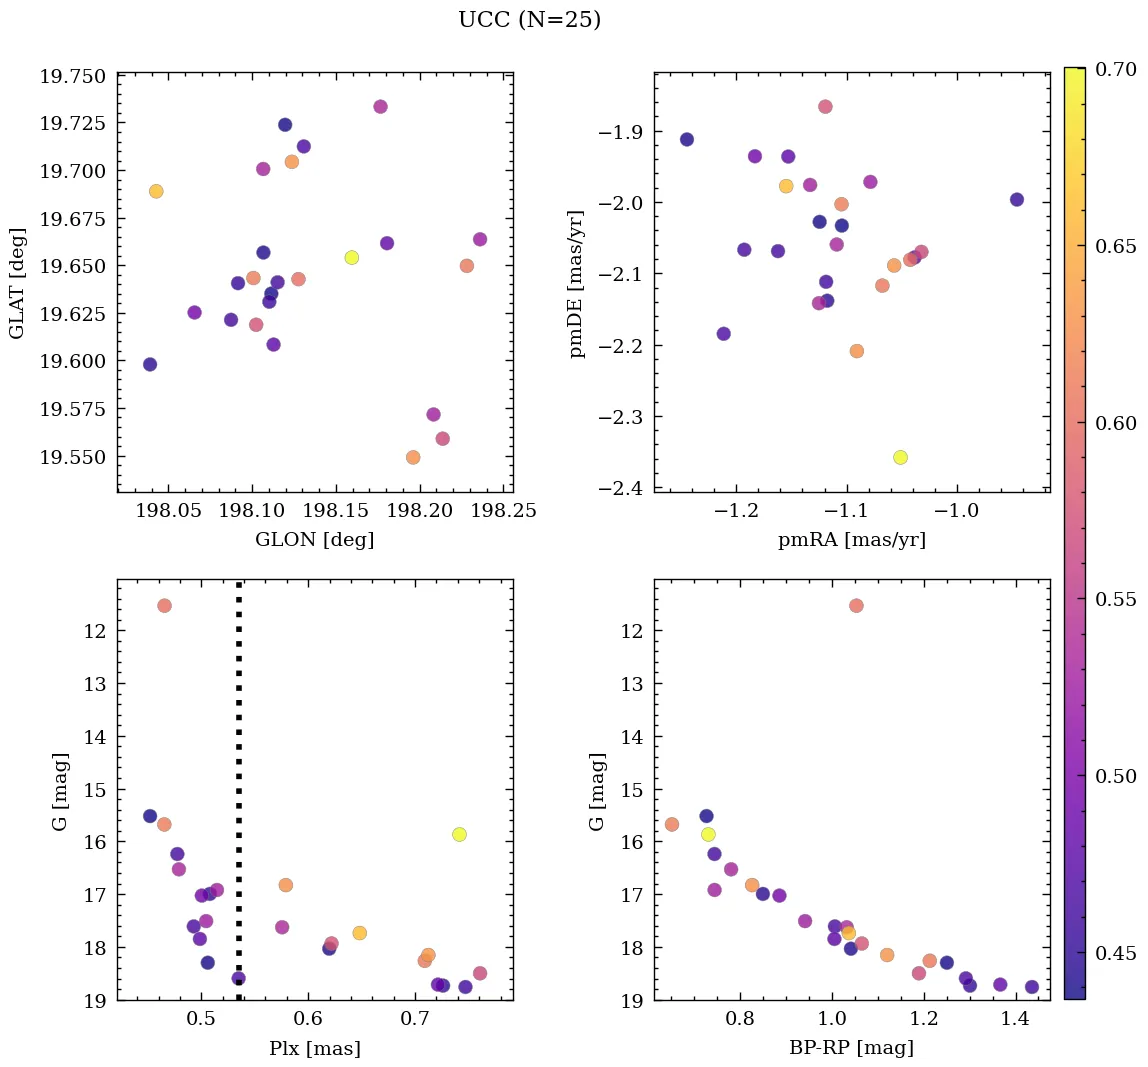 UCC (N=25)
19.750
19.725
19.700
19.675
19.650
19.625
19.600
19.575
19.550
GLAT [deg]
198.05 198.10 198.15 198.20 198.25
GLON [deg]
−1.9
−2.0
−2.1
−2.2
−2.3
−2.4
pmDE [mas/yr]
−1.2 −1.1 −1.0
pmRA [mas/yr]
12
13
14
15
16
17
18
19
G [mag]
0.5 0.6 0.7
Plx [mas]
12
13
14
15
16
17
18
19
G [mag]
0.8 1.0 1.2 1.4
BP-RP [mag]
0.70
0.65
0.60
0.55
0.50
0.45